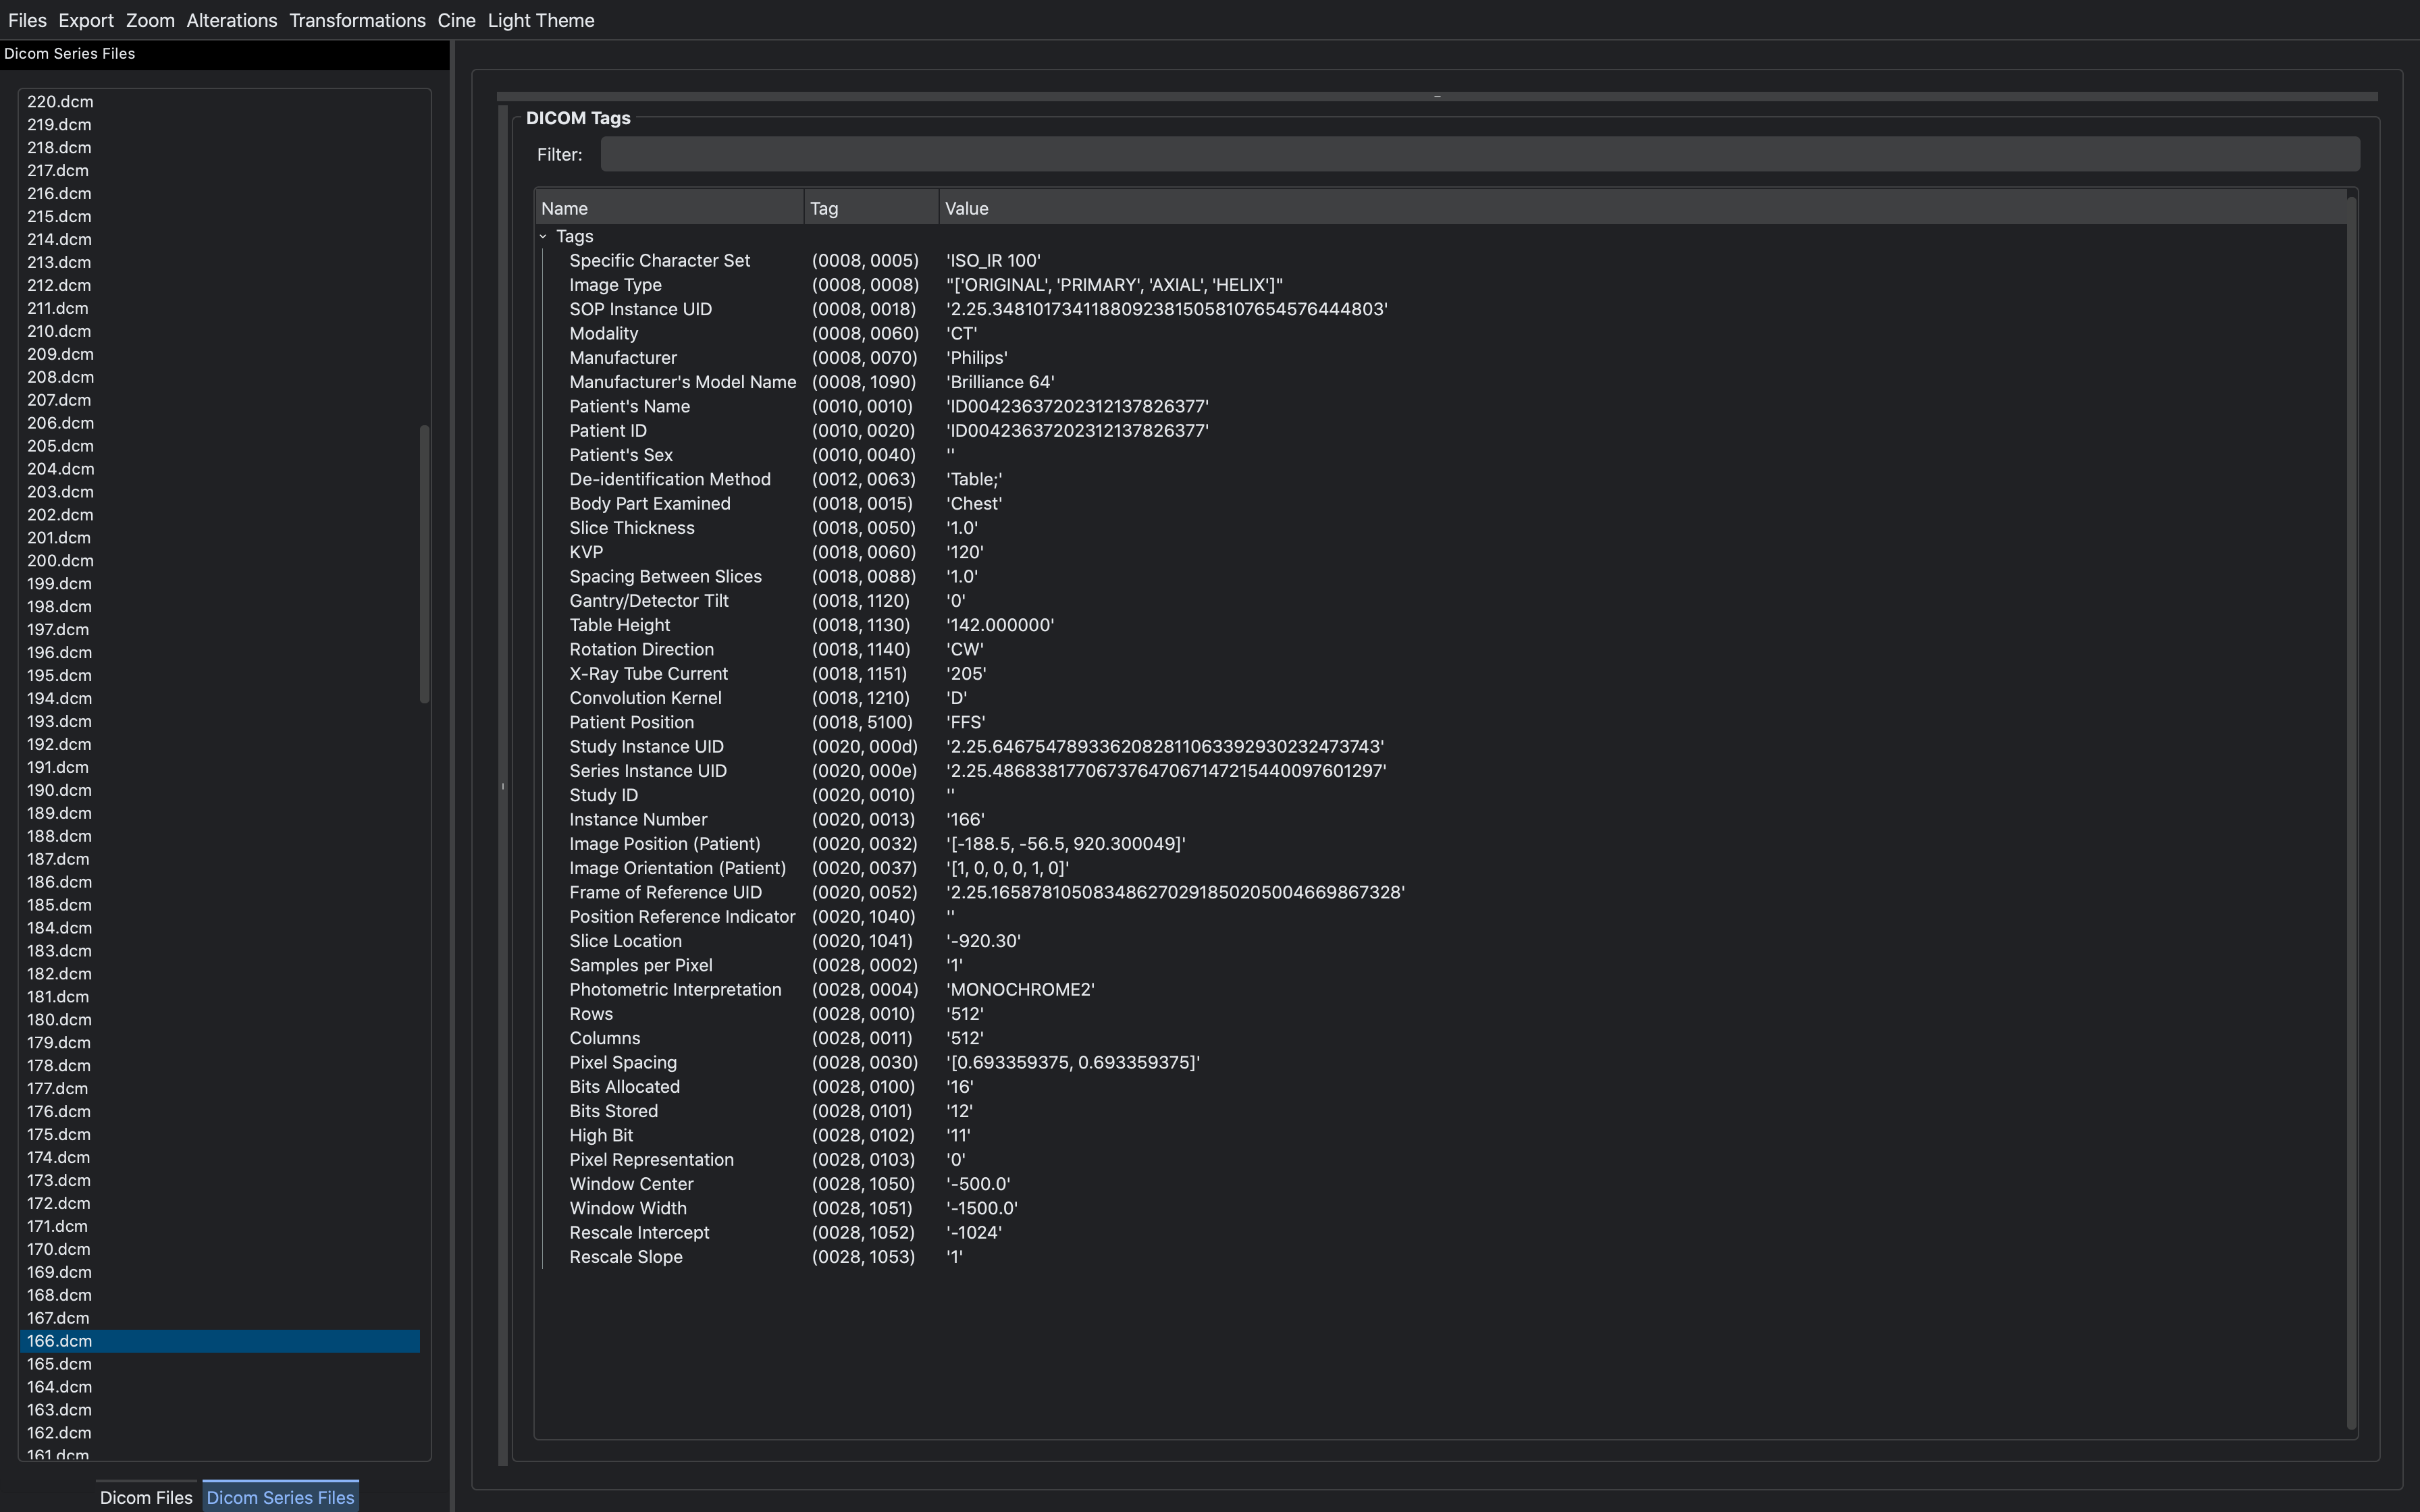 Files Export Zoom Alterations Transformations Cine Light Theme
Dicom Series Files
220.dcm
219.dcm
218.dcm
217.dcm
216.dcm
215.dcm
214.dcm
213.dcm
212.dcm
211.dcm
210.dcm
209.dcm
208.dcm
207.dcm
206.dcm
205.dcm
204.dcm
203.dcm
202.dcm
201.dcm
200.dcm
199.dcm
198.dcm
197.dcm
196.dcm
195.dcm
194.dcm
193.dcm
192.dcm
191.dcm
190.dcm
189.dcm
188.dcm
187.dcm
186.dcm
185.dcm
184.dcm
183.dcm
182.dcm
181.dcm
180.dcm
179.dcm
178.dcm
177.dcm
176.dcm
175.dcm
174.dcm
173.dcm
172.dcm
171.dcm
170.dcm
169.dcm
168.dcm
167.dcm
166.dcm
165.dcm
164.dcm
163.dcm
162.dcm
161.dcm
Dicom Files Dicom Series Files
DICOM Tags
Filter:
Name Tag Value
Tags
Specific Character Set (0008, 0005) 'ISO_IR 100'
Image Type (0008, 0008) "['ORIGINAL', 'PRIMARY', 'AXIAL', 'HELIX']"
SOP Instance UID (0008, 0018) '2.25.34810173411880923815058107654576444803'
Modality (0008, 0060) 'CT'
Manufacturer (0008, 0070) 'Philips'
Manufacturer's Model Name (0008, 1090) 'Brilliance 64'
Patient's Name (0010, 0010) 'ID00423637202312137826377'
Patient ID (0010, 0020) 'ID00423637202312137826377'
Patient's Sex (0010, 0040) ''
De-identification Method (0012, 0063) 'Table;'
Body Part Examined (0018, 0015) 'Chest'
Slice Thickness (0018, 0050) '1.0'
KVP (0018, 0060) '120'
Spacing Between Slices (0018, 0088) '1.0'
Gantry/Detector Tilt (0018, 1120) '0'
Table Height (0018, 1130) '142.000000'
Rotation Direction (0018, 1140) 'CW'
X-Ray Tube Current (0018, 1151) '205'
Convolution Kernel (0018, 1210) 'D'
Patient Position (0018, 5100) 'FFS'
Study Instance UID (0020, 000d) '2.25.64675478933620828110633929302324​73743'
Series Instance UID (0020, 000e) '2.25.48683817706737647067147215440097601297'
Study ID (0020, 0010) ''
Instance Number (0020, 0013) '166'
Image Position (Patient) (0020, 0032) '[-188.5, -56.5, 920.300049]'
Image Orientation (Patient) (0020, 0037) '[1, 0, 0, 0, 1, 0]'
Frame of Reference UID (0020, 0052) '2.25.165878105083486270291850205004669867328'
Position Reference Indicator (0020, 1040) ''
Slice Location (0020, 1041) '-920.30'
Samples per Pixel (0028, 0002) '1'
Photometric Interpretation (0028, 0004) 'MONOCHROME2'
Rows (0028, 0010) '512'
Columns (0028, 0011) '512'
Pixel Spacing (0028, 0030) '[0.693359375, 0.693359375]'
Bits Allocated (0028, 0100) '16'
Bits Stored (0028, 0101) '12'
High Bit (0028, 0102) '11'
Pixel Representation (0028, 0103) '0'
Window Center (0028, 1050) '-500.0'
Window Width (0028, 1051) '-1500.0'
Rescale Intercept (0028, 1052) '-1024'
Rescale Slope (0028, 1053) '1'